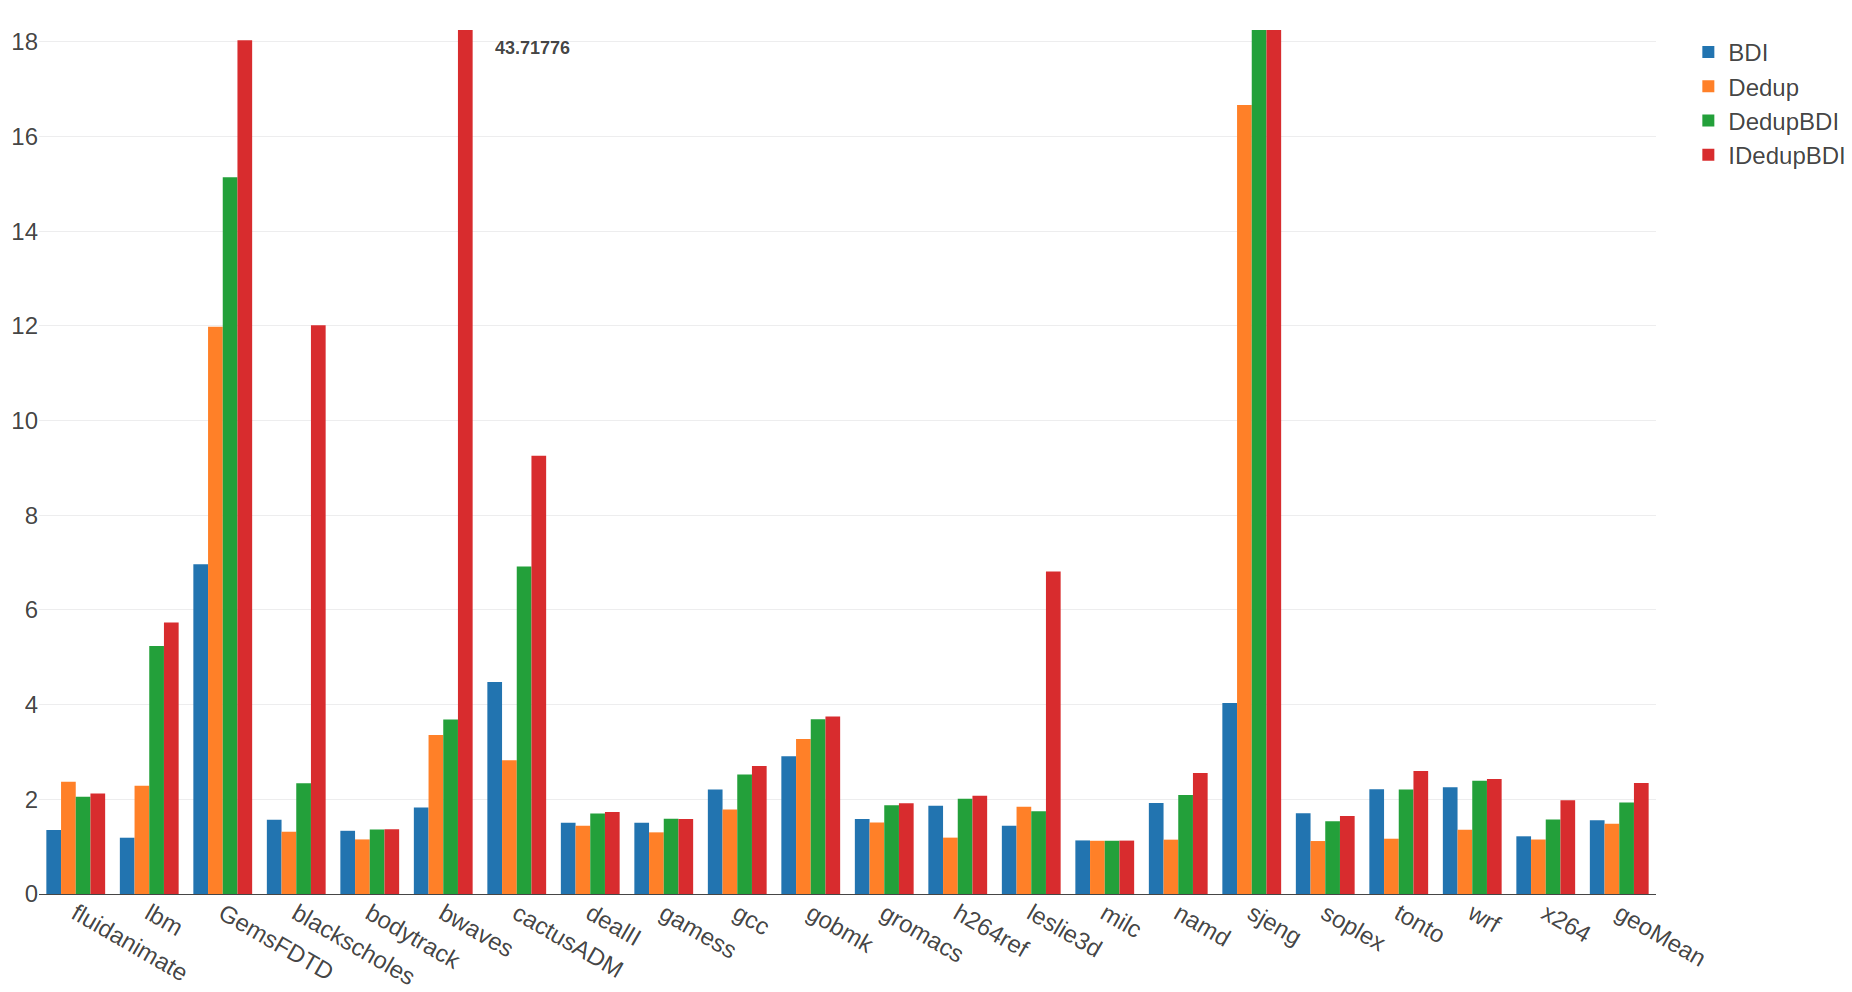 43.71776
BDI
Dedup
DedupBDI
IDedupBDI
18
16
14
12
10
8
6
4
2
0
fluidanimate
lbm
GemsFDTD
blackscholes
bodytrack
bwaves
cactusADM
dealII
gamess
gcc
gobmk
gromacs
h264ref
leslie3d
milc
namd
sjeng
soplex
tonto
wrf
x264
geoMean